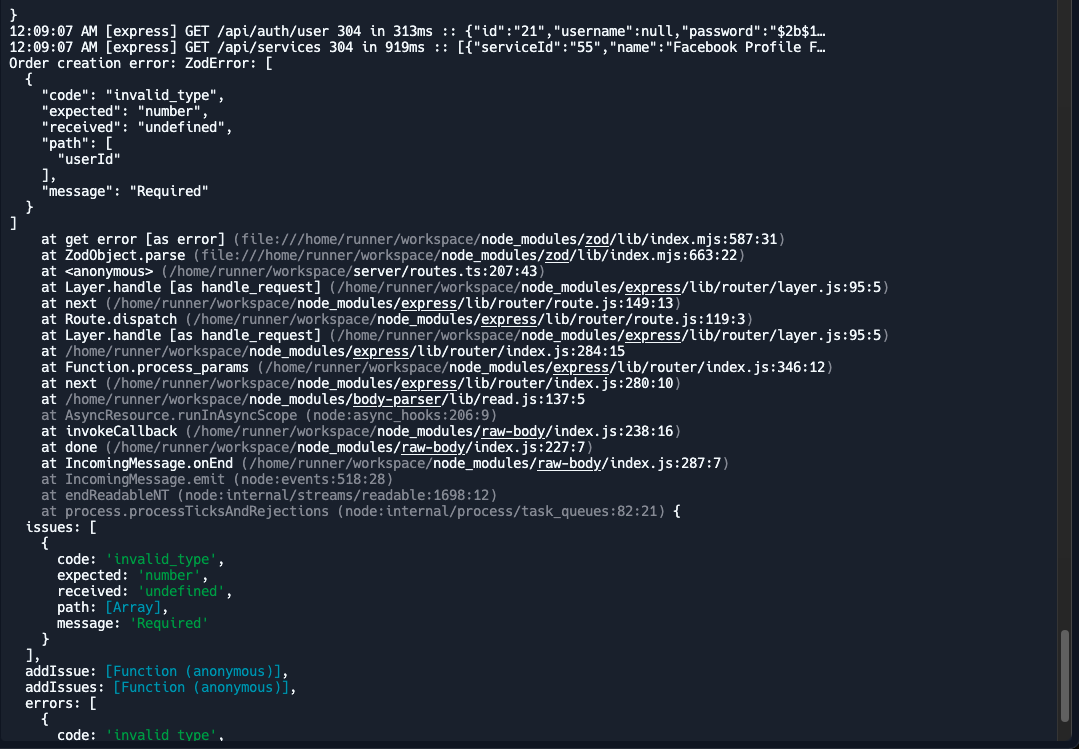 }
12:09:07 AM [express] GET /api/auth/user 304 in 313ms :: {"id":"21","username":null,"password":"$2b$1…
12:09:07 AM [express] GET /api/services 304 in 919ms :: [{"serviceId":"55","name":"Facebook Profile F…
Order creation error: ZodError: [
  {
    "code": "invalid_type",
    "expected": "number",
    "received": "undefined",
    "path": [
      "userId"
    ],
    "message": "Required"
  }
]
    at get error [as error] (file:///home/runner/workspace/node_modules/zod/lib/index.mjs:587:31)
    at ZodObject.parse (file:///home/runner/workspace/node_modules/zod/lib/index.mjs:663:22)
    at <anonymous> (/home/runner/workspace/server/routes.ts:207:43)
    at Layer.handle [as handle_request] (/home/runner/workspace/node_modules/express/lib/router/layer.js:95:5)
    at next (/home/runner/workspace/node_modules/express/lib/router/route.js:149:13)
    at Route.dispatch (/home/runner/workspace/node_modules/express/lib/router/route.js:119:3)
    at Layer.handle [as handle_request] (/home/runner/workspace/node_modules/express/lib/router/layer.js:95:5)
    at /home/runner/workspace/node_modules/express/lib/router/index.js:284:15
    at Function.process_params (/home/runner/workspace/node_modules/express/lib/router/index.js:346:12)
    at next (/home/runner/workspace/node_modules/express/lib/router/index.js:280:10)
    at /home/runner/workspace/node_modules/body-parser/lib/read.js:137:5
    at AsyncResource.runInAsyncScope (node:async_hooks:206:9)
    at invokeCallback (/home/runner/workspace/node_modules/raw-body/index.js:238:16)
    at done (/home/runner/workspace/node_modules/raw-body/index.js:227:7)
    at IncomingMessage.onEnd (/home/runner/workspace/node_modules/raw-body/index.js:287:7)
    at IncomingMessage.emit (node:events:518:28)
    at endReadableNT (node:internal/streams/readable:1698:12)
    at process.processTicksAndRejections (node:internal/process/task_queues:82:21) {
  issues: [
    {
      code: 'invalid_type',
      expected: 'number',
      received: 'undefined',
      path: [Array],
      message: 'Required'
    }
  ],
  addIssue: [Function (anonymous)],
  addIssues: [Function (anonymous)],
  errors: [
    {
      code: 'invalid_type',